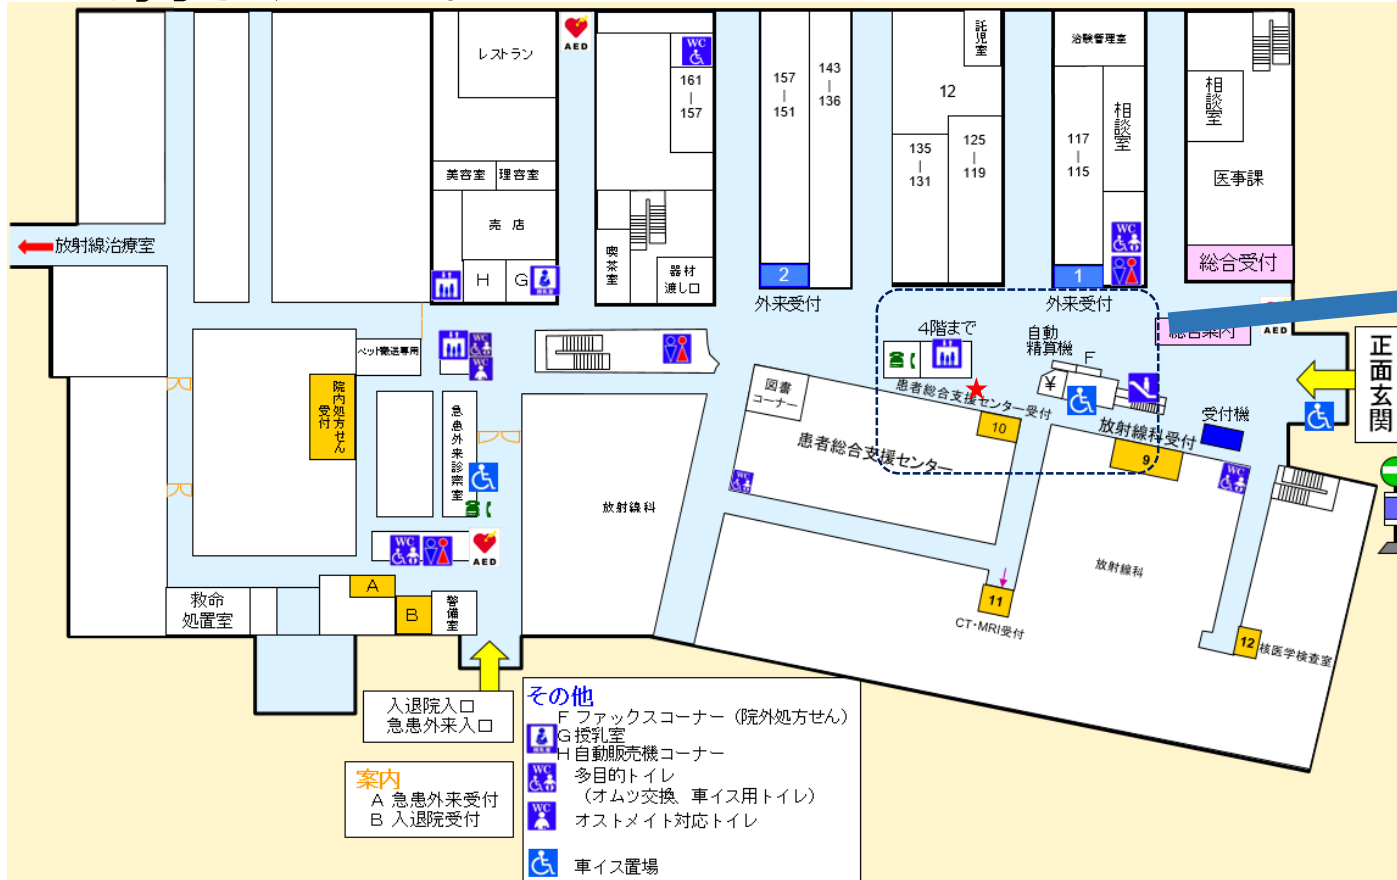 レストラン
AED
WC
161
|
157
157
|
151
143
|
136
託児室
12
135
|
131
125
|
119
治験管理室
117
|
115
相談室
WC
相談室
医事課
総合受付
美容室
理容室
売店
H
G
授乳室
喫茶室
器材
渡し口
2
外来受付
1
外来受付
放射線治療室
4階まで
自動
精算機
F
¥
AED
正面玄関
ベット搬送専用
WC
WC
院内処方せん
受付
急患外来診察室
図書
コーナー
患者総合支援センター受付
10
患者総合支援センター
放射線科受付
9
受付機
WC
WC
放射線科
放射線科
WC
AED
11
CT・MRI受付
12
核医学検査室
救命
処置室
A
B
警備室
入退院入口
急患外来入口
案内
A 急患外来受付
B 入退院受付
その他
F ファックスコーナー（院外処方せん）
G 授乳室
H 自動販売機コーナー
WC
多目的トイレ
（オムツ交換、車イス用トイレ）
WC
オストメイト対応トイレ
車イス置場